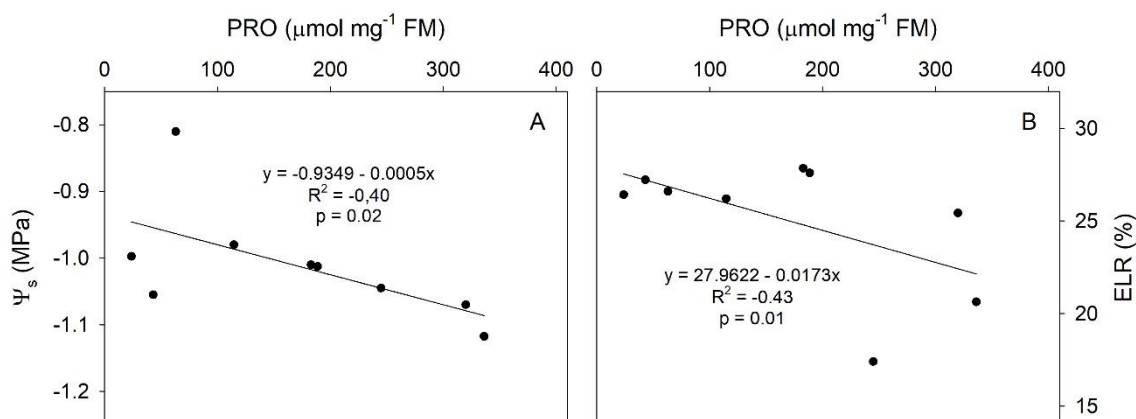 PRO (μmol mg⁻¹ FM)
0 100 200 300 400
A
-0.8
-0.9
-1.0
-1.1
-1.2
Ψs (MPa)
y = -0.9349 - 0.0005x
R² = -0,40
p = 0.02
PRO (μmol mg⁻¹ FM)
0 100 200 300 400
B
30
25
20
15
ELR (%)
y = 27.9622 - 0.0173x
R² = -0.43
p = 0.01